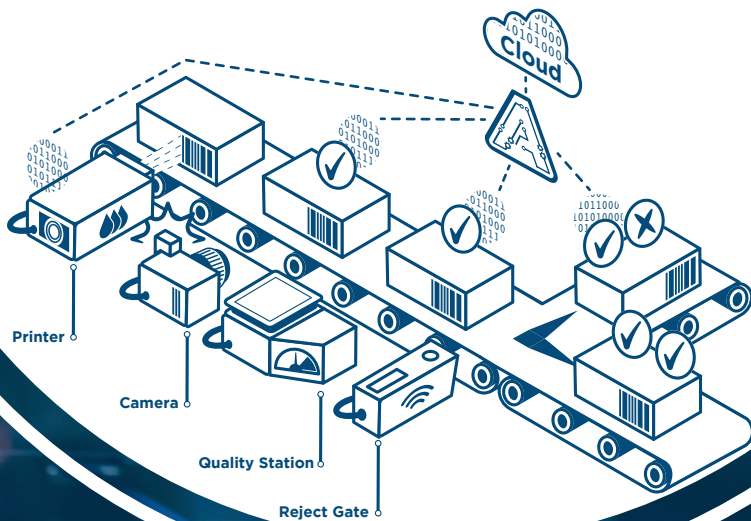 Cloud
Printer
Camera
Quality Station
Reject Gate